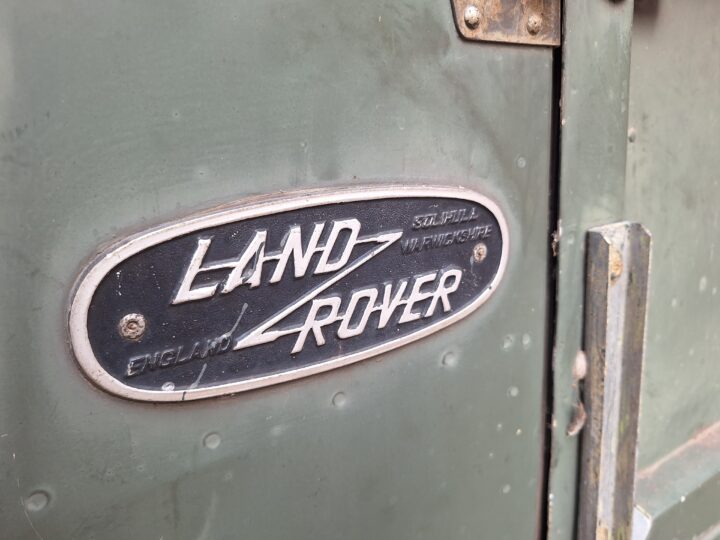 LAND
SOLIHULL
WARWICKSHIRE
ROVER
ENGLAND